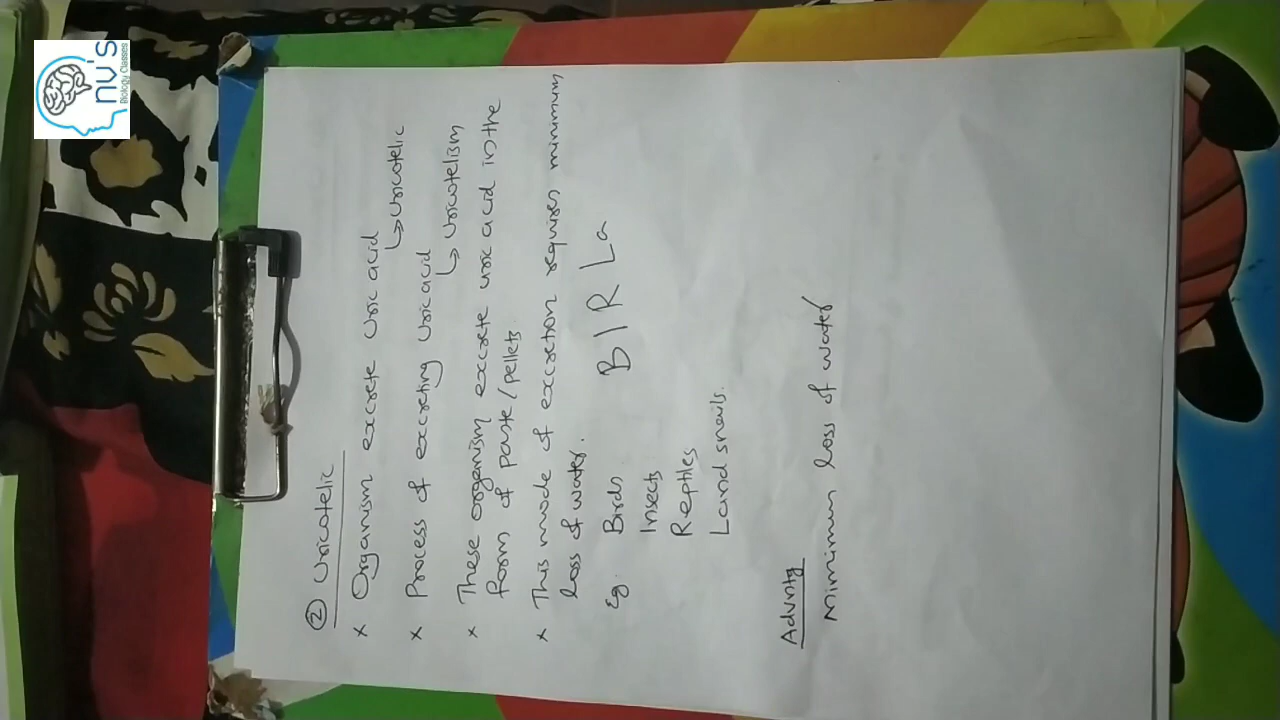 nv's
Biology Classes
② Uricotelic
x Organism excrete Uric acid
↳ Uricotelic
x Process of excreting Uric acid
↳ Uricotelism
x These organism excrete uric acid in the
form of paste/pellets.
x This mode of excretion requires minimum
loss of water.
Eg. Birds B I R La
Insects
Reptiles
Land snails.
Advntg
Minimum loss of water